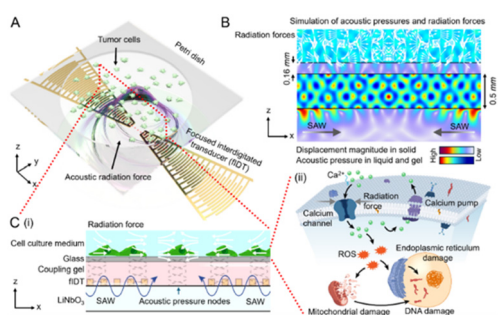 A
Tumor cells
Petri dish
Focused interdigitated
transducer (fIDT)
Acoustic radiation force
z
y
x
B
Simulation of acoustic pressures and radiation forces
Radiation forces
0.16 mm
0.5 mm
SAW
SAW
z
x
Displacement magnitude in solid
Acoustic pressure in liquid and gel
High
Low
C
(i)
Radiation force
Cell culture medium
Glass
Coupling gel
fIDT
LiNbO3
SAW
Acoustic pressure nodes
SAW
z
x
(ii)
Ca2+
Radiation
force
Calcium
channel
Calcium pump
ROS
Endoplasmic reticulum
damage
Mitochondrial damage
DNA damage